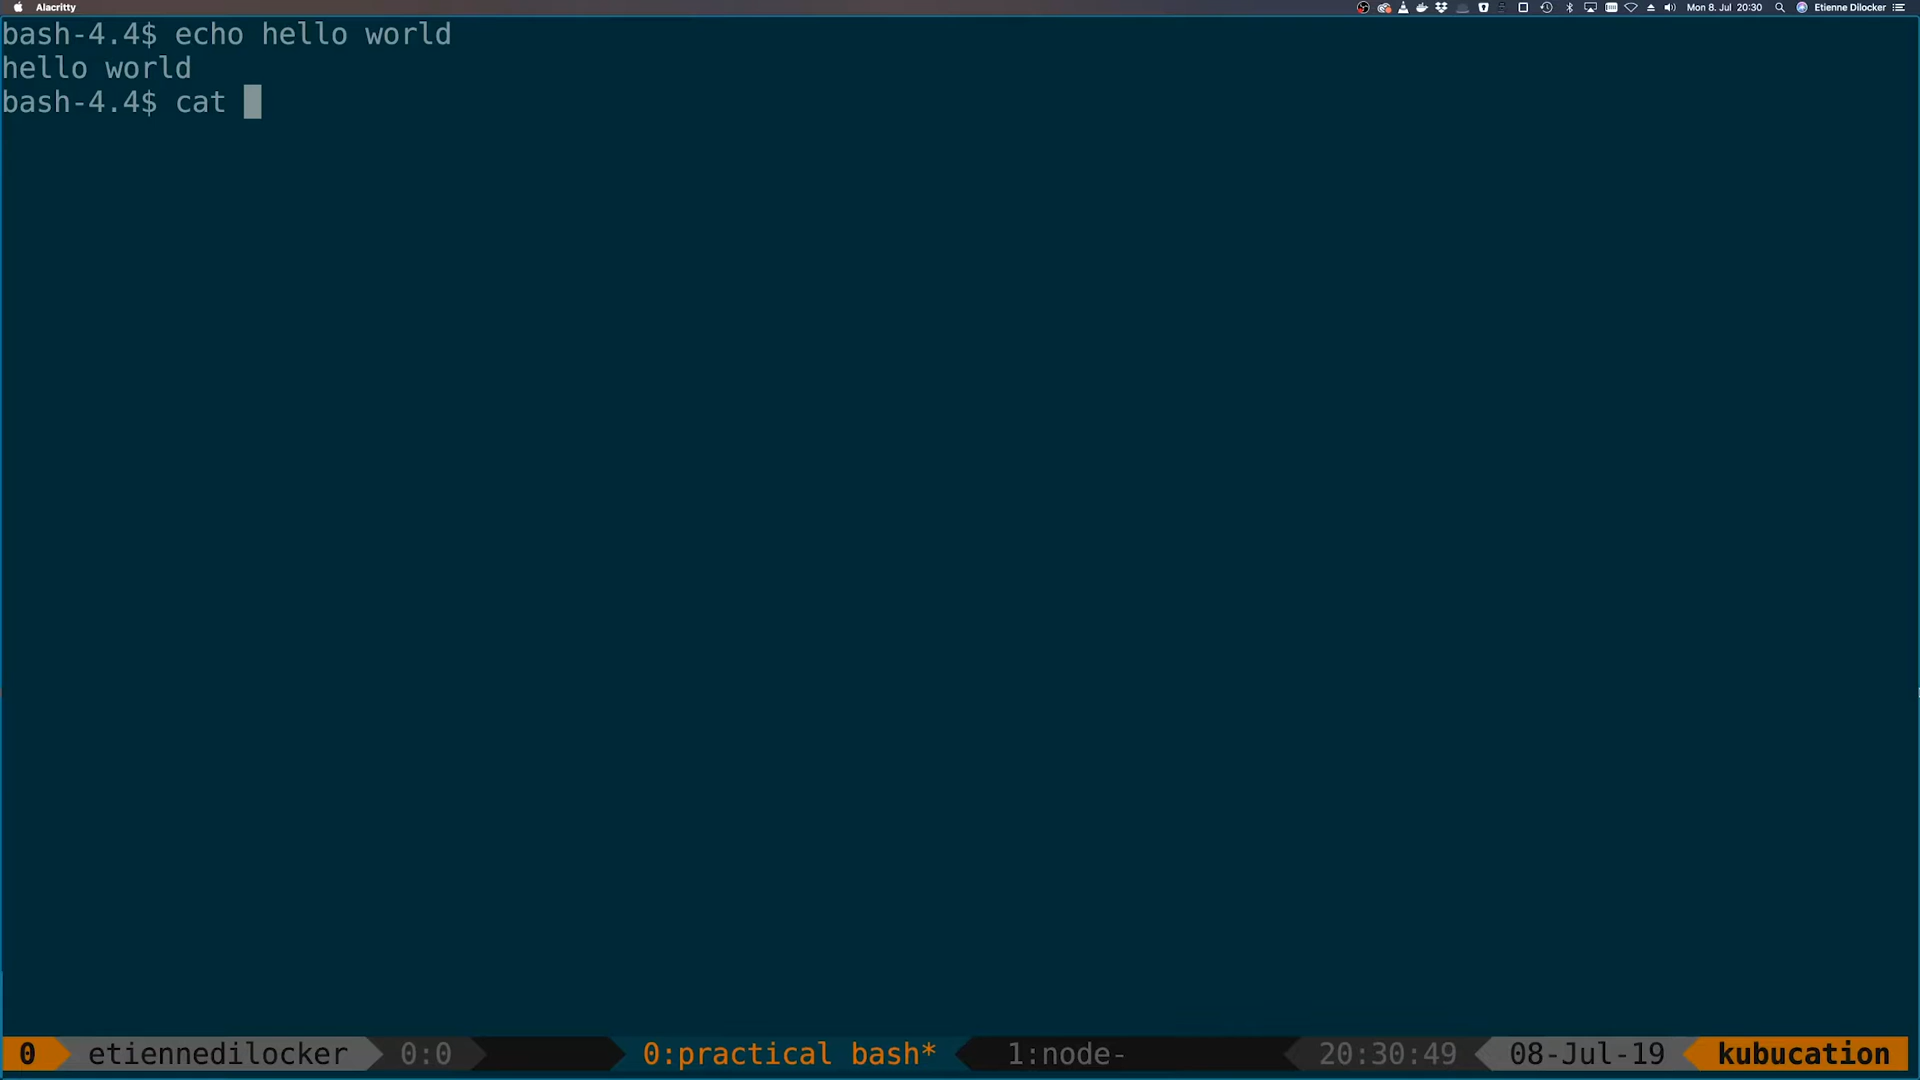 Alacritty
Mon 8. Jul 20:30
Etienne Dilocker
bash-4.4$ echo hello world
hello world
bash-4.4$ cat
0 etiennedilocker 0:0 0:practical bash* 1:node- 20:30:49 08-Jul-19 kubucation